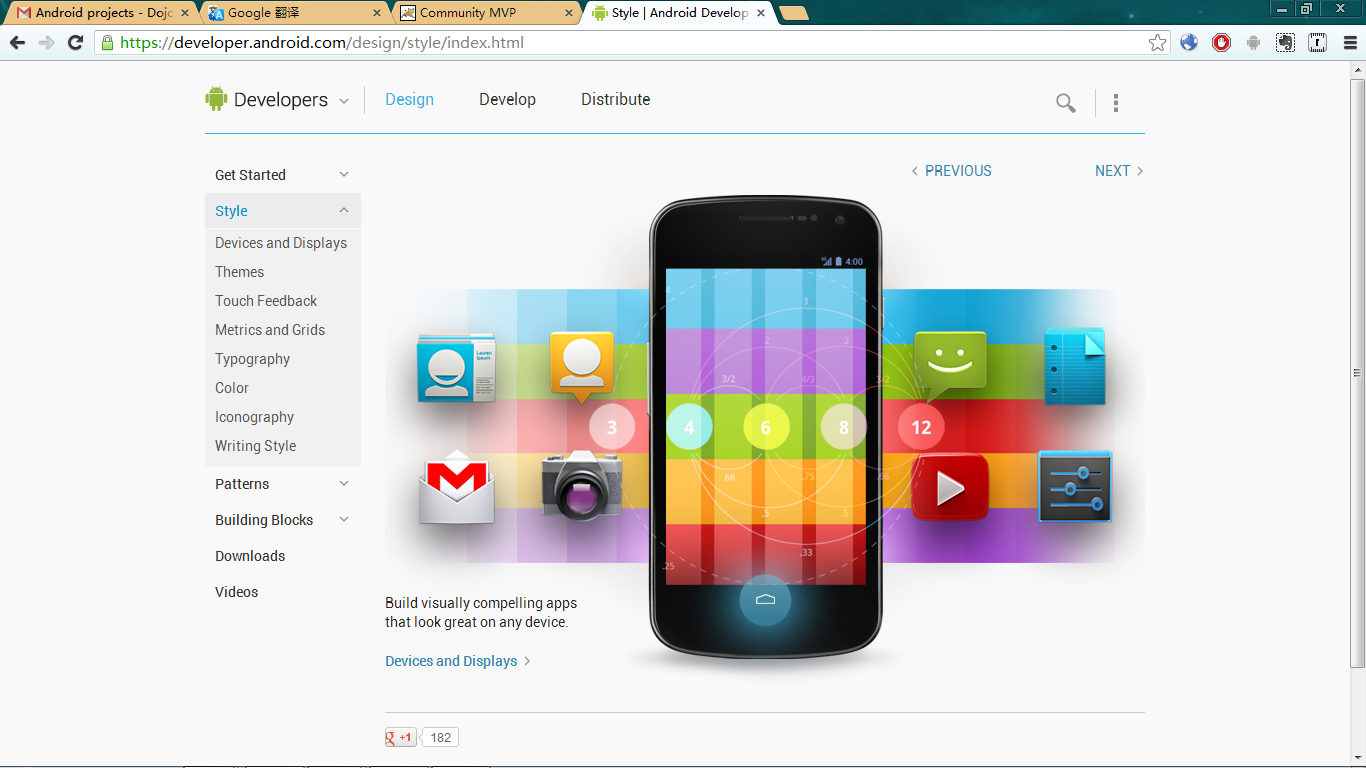 Android projects - Dojo
Google 翻译
Community MVP
Style | Android Develop
https://developer.android.com/design/style/index.html
Developers
Design
Develop
Distribute
Get Started
Style
Devices and Displays
Themes
Touch Feedback
Metrics and Grids
Typography
Color
Iconography
Writing Style
Patterns
Building Blocks
Downloads
Videos
PREVIOUS
NEXT
4G 4:00
4
3
2
2
3/2
4/3
3/2
3
4
6
8
12
.66
.75
.66
.5
.5
.33
.25
Lauren Ipsum
Build visually compelling apps
that look great on any device.
Devices and Displays
g +1
182